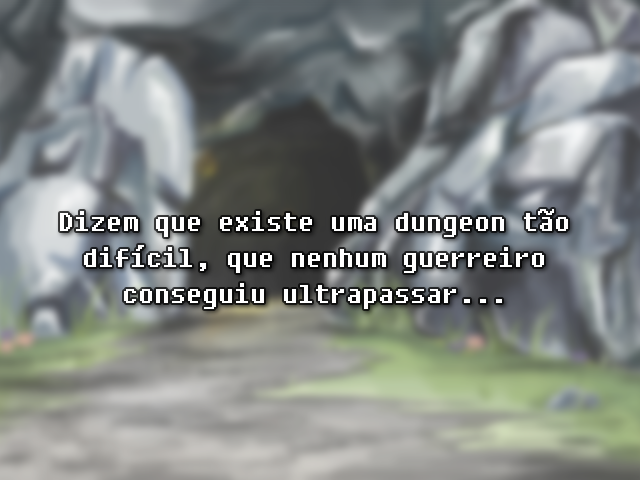 Dizem que existe uma dungeon tão
difícil, que nenhum guerreiro
conseguiu ultrapassar...